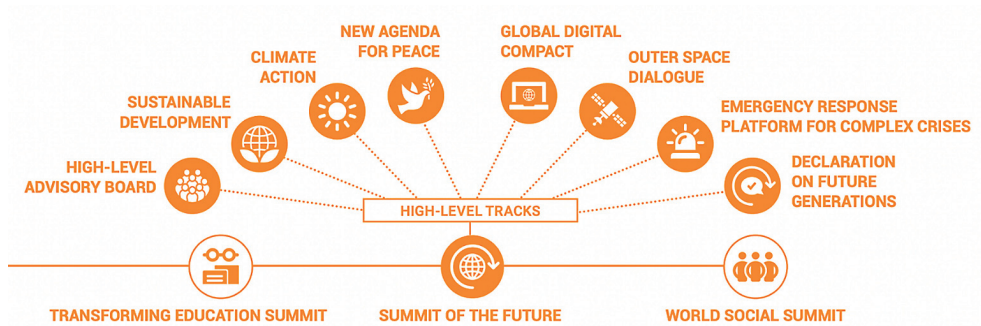 NEW AGENDA
FOR PEACE
GLOBAL DIGITAL
COMPACT
CLIMATE
ACTION
OUTER SPACE
DIALOGUE
SUSTAINABLE
DEVELOPMENT
EMERGENCY RESPONSE
PLATFORM FOR COMPLEX CRISES
HIGH-LEVEL
ADVISORY BOARD
DECLARATION
ON FUTURE
GENERATIONS
HIGH-LEVEL TRACKS
TRANSFORMING EDUCATION SUMMIT
SUMMIT OF THE FUTURE
WORLD SOCIAL SUMMIT